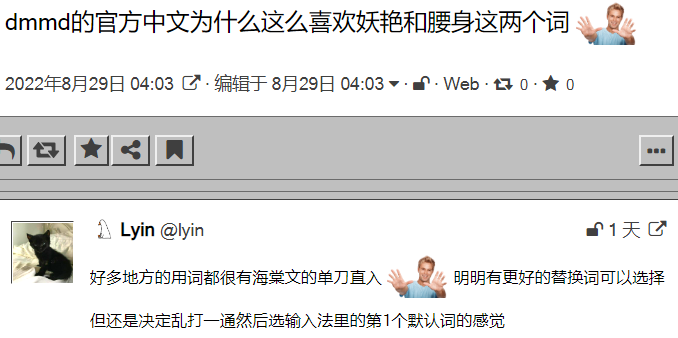 dmmd的官方中文为什么这么喜欢妖艳和腰身这两个词
2022年8月29日 04:03 · 编辑于 8月29日 04:03 · Web · 0 · 0
Lyin @lyin 1 天
好多地方的用词都很有海棠文的单刀直入 明明有更好的替换词可以选择
但还是决定乱打一通然后选输入法里的第1个默认词的感觉